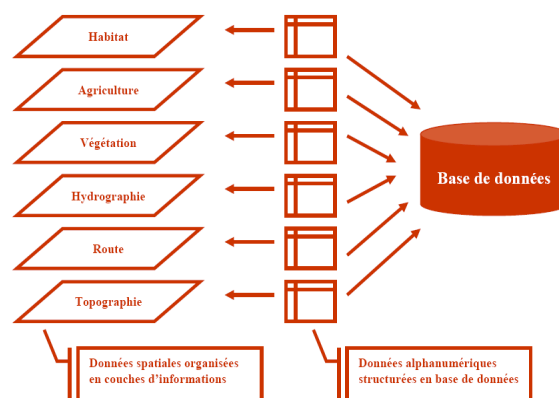 Habitat
Agriculture
Végétation
Base de données
Hydrographie
Route
Topographie
Données spatiales organisées
en couches d'informations
Données alphanumériques
structurées en base de données